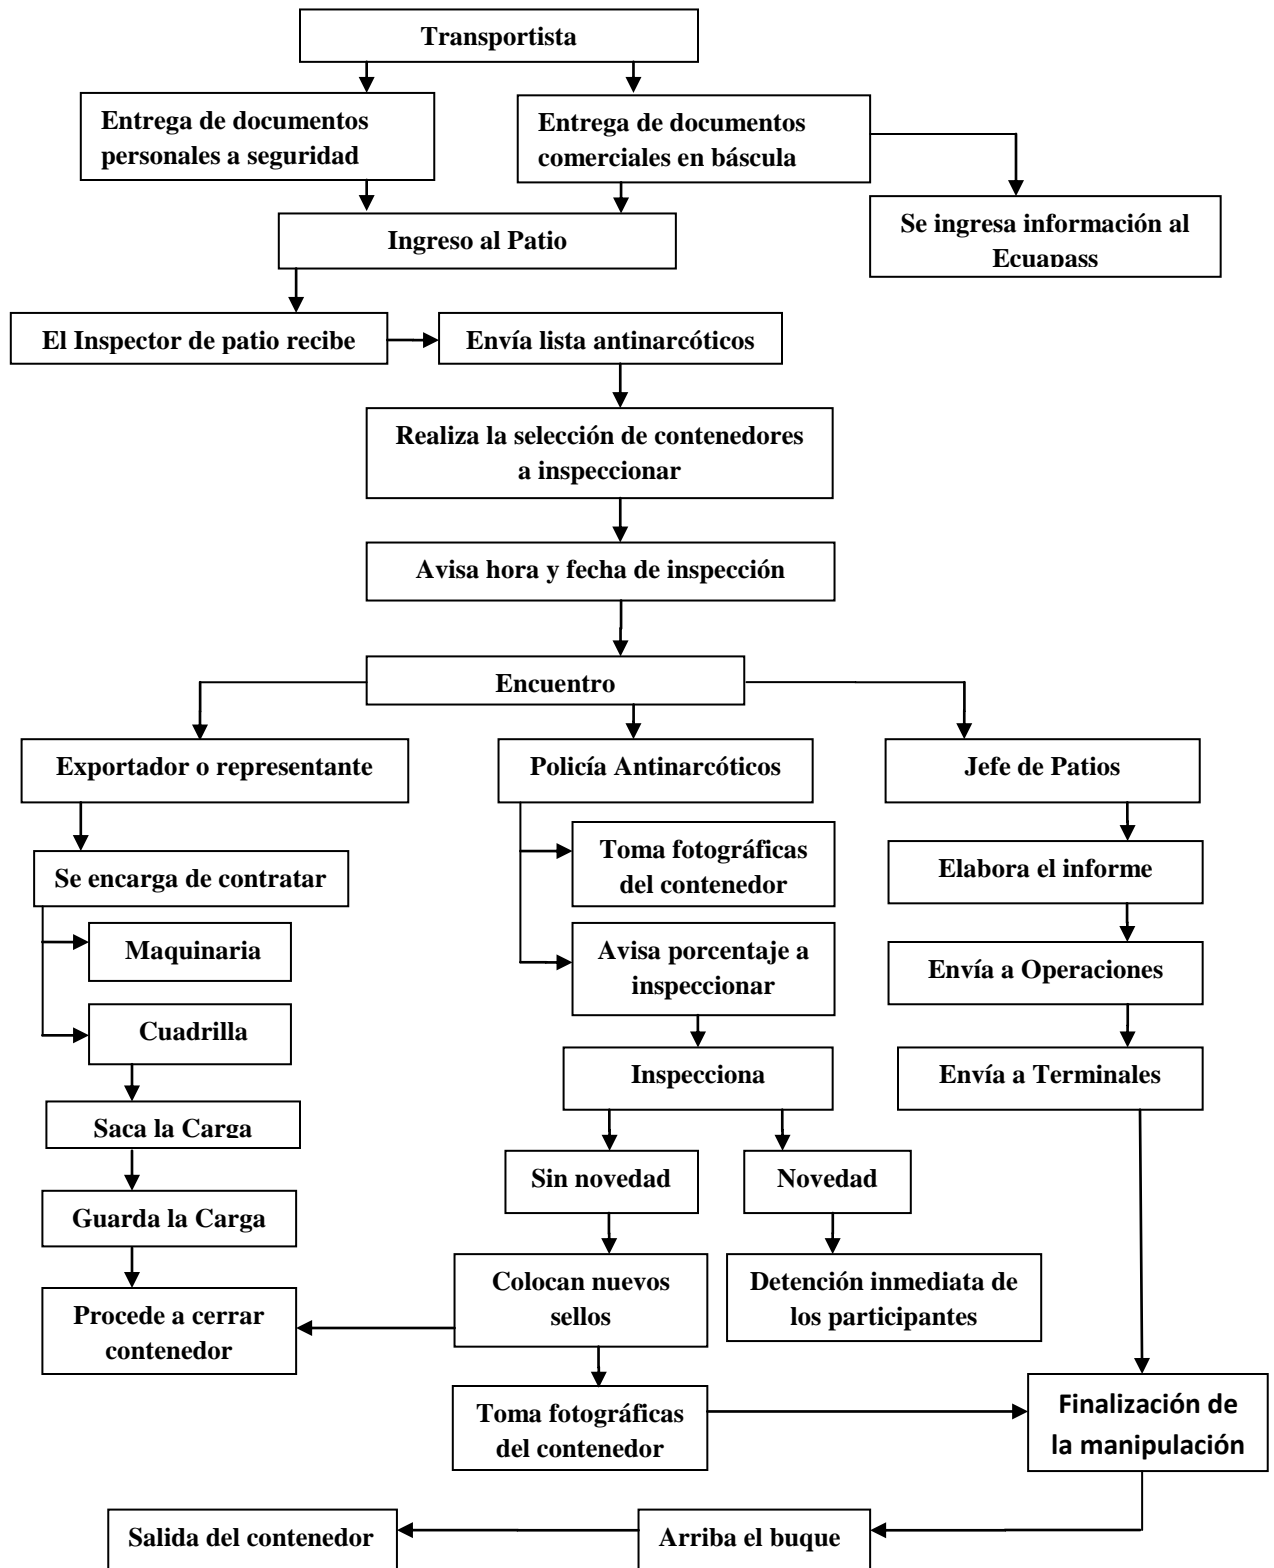 Transportista
Entrega de documentos
personales a seguridad
Entrega de documentos
comerciales en báscula
Se ingresa información al
Ecuapass
Ingreso al Patio
El Inspector de patio recibe
Envía lista antinarcóticos
Realiza la selección de contenedores
a inspeccionar
Avisa hora y fecha de inspección
Encuentro
Exportador o representante
Policía Antinarcóticos
Jefe de Patios
Se encarga de contratar
Toma fotográficas
del contenedor
Elabora el informe
Maquinaria
Avisa porcentaje a
inspeccionar
Envía a Operaciones
Cuadrilla
Inspecciona
Envía a Terminales
Saca la Carga
Sin novedad
Novedad
Guarda la Carga
Colocan nuevos
sellos
Detención inmediata de
los participantes
Procede a cerrar
contenedor
Toma fotográficas
del contenedor
Finalización de
la manipulación
Salida del contenedor
Arriba el buque